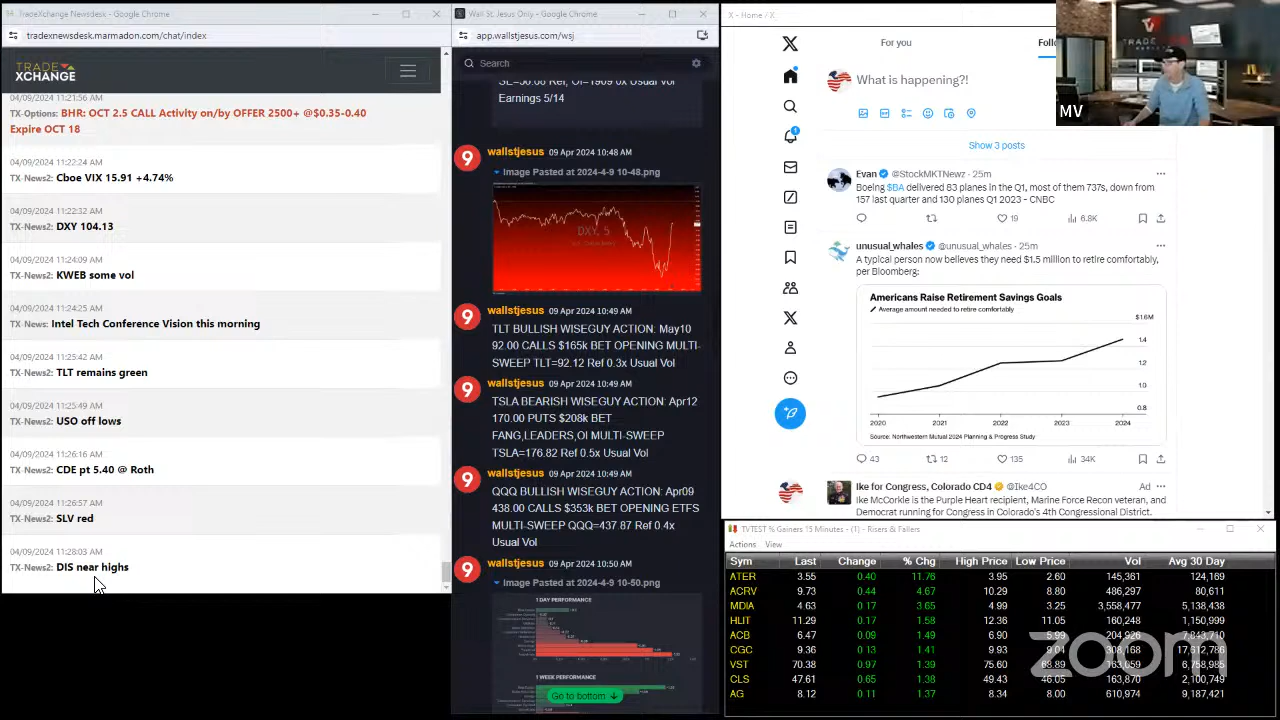 TradeXchange Newsdesk - Google Chrome
tradexnewsdesk.marmadon.com/chat/index
TRADE
XCHANGE
04/09/2024 11:21:56 AM
TX-Options: BHR: OCT 2.5 CALL Activity on/by OFFER 2500+ @$0.35-0.40
Expire OCT 18
04/09/2024 11:22:24 AM
TX-News2: Cboe VIX 15.91 +4.74%
04/09/2024 11:22:32 AM
TX-News2: DXY 104.13
04/09/2024 11:24:09 AM
TX-News2: KWEB some vol
04/09/2024 11:24:25 AM
TX-News: Intel Tech Conference Vision this morning
04/09/2024 11:25:42 AM
TX-News2: TLT remains green
04/09/2024 11:25:49 AM
TX-News2: USO off lows
04/09/2024 11:26:16 AM
TX-News2: CDE pt 5.40 @ Roth
04/09/2024 11:26:57 AM
TX-News2: SLV red
04/09/2024 11:28:03 AM
TX-News2: DIS near highs
Wall St. Jesus Only - Google Chrome
app.wallstjesus.com/wsj
Search
Earnings 5/14
wallstjesus 09 Apr 2024 10:48 AM
Image Pasted at 2024-4-9 10-48.png
DXY, 5
wallstjesus 09 Apr 2024 10:49 AM
TLT BULLISH WISEGUY ACTION: May10
92.00 CALLS $165k BET OPENING MULTI-
SWEEP TLT=92.12 Ref 0.3x Usual Vol
wallstjesus 09 Apr 2024 10:49 AM
TSLA BEARISH WISEGUY ACTION: Apr12
170.00 PUTS $208k BET
FANG,LEADERS,OI MULTI-SWEEP
TSLA=176.82 Ref 0.5x Usual Vol
wallstjesus 09 Apr 2024 10:49 AM
QQQ BULLISH WISEGUY ACTION: Apr09
438.00 CALLS $353k BET OPENING ETFS
MULTI-SWEEP QQQ=437.87 Ref 0.4x
Usual Vol
wallstjesus 09 Apr 2024 10:50 AM
Image Pasted at 2024-4-9 10-50.png
1 DAY PERFORMANCE
1 WEEK PERFORMANCE
Go to bottom ↓
X - Home / X
For you
What is happening?!
Show 3 posts
Evan @StockMKTNewz · 25m
Boeing $BA delivered 83 planes in the Q1, most of them 737s, down from
157 last quarter and 130 planes Q1 2023 - CNBC
19 6.8K
unusual_whales @unusual_whales · 25m
A typical person now believes they need $1.5 million to retire comfortably,
per Bloomberg:
Americans Raise Retirement Savings Goals
Average amount needed to retire comfortably
$1.6M
1.4
1.2
1.0
0.8
2020 2021 2022 2023 2024
Source: Northwestern Mutual 2024 Planning & Progress Study
43 12 135 34K
Ike for Congress, Colorado CD4 @Ike4CO Ad
Ike McCorkle is the Purple Heart recipient, Marine Force Recon veteran, and
Democrat running for Congress in Colorado's 4th Congressional District.
MV
TVTEST % Gainers 15 Minutes - (1) - Risers & Fallers
Actions View
Sym Last Change % Chg High Price Low Price Vol Avg 30 Day
ATER 3.55 0.40 11.76 3.95 2.60 145,361 124,169
ACRV 9.73 0.44 4.67 10.29 8.80 486,297 80,611
MDIA 4.63 0.17 3.65 4.99 3.25 3,558,477 5,138,438
HLIT 11.29 0.17 1.58 12.36 11.05 160,248 1,150,999
ACB 6.47 0.09 1.49 5.99 204,926
CGC 9.36 0.13 1.41 9.93 9.04 308,168 17,612,786
VST 70.38 0.97 1.39 75.60 68.89 163,059 6,758,985
CLS 47.61 0.65 1.38 49.43 46.05 163,870 2,100,745
AG 8.12 0.11 1.37 8.34 8.00 610,974 9,187,421
zoom